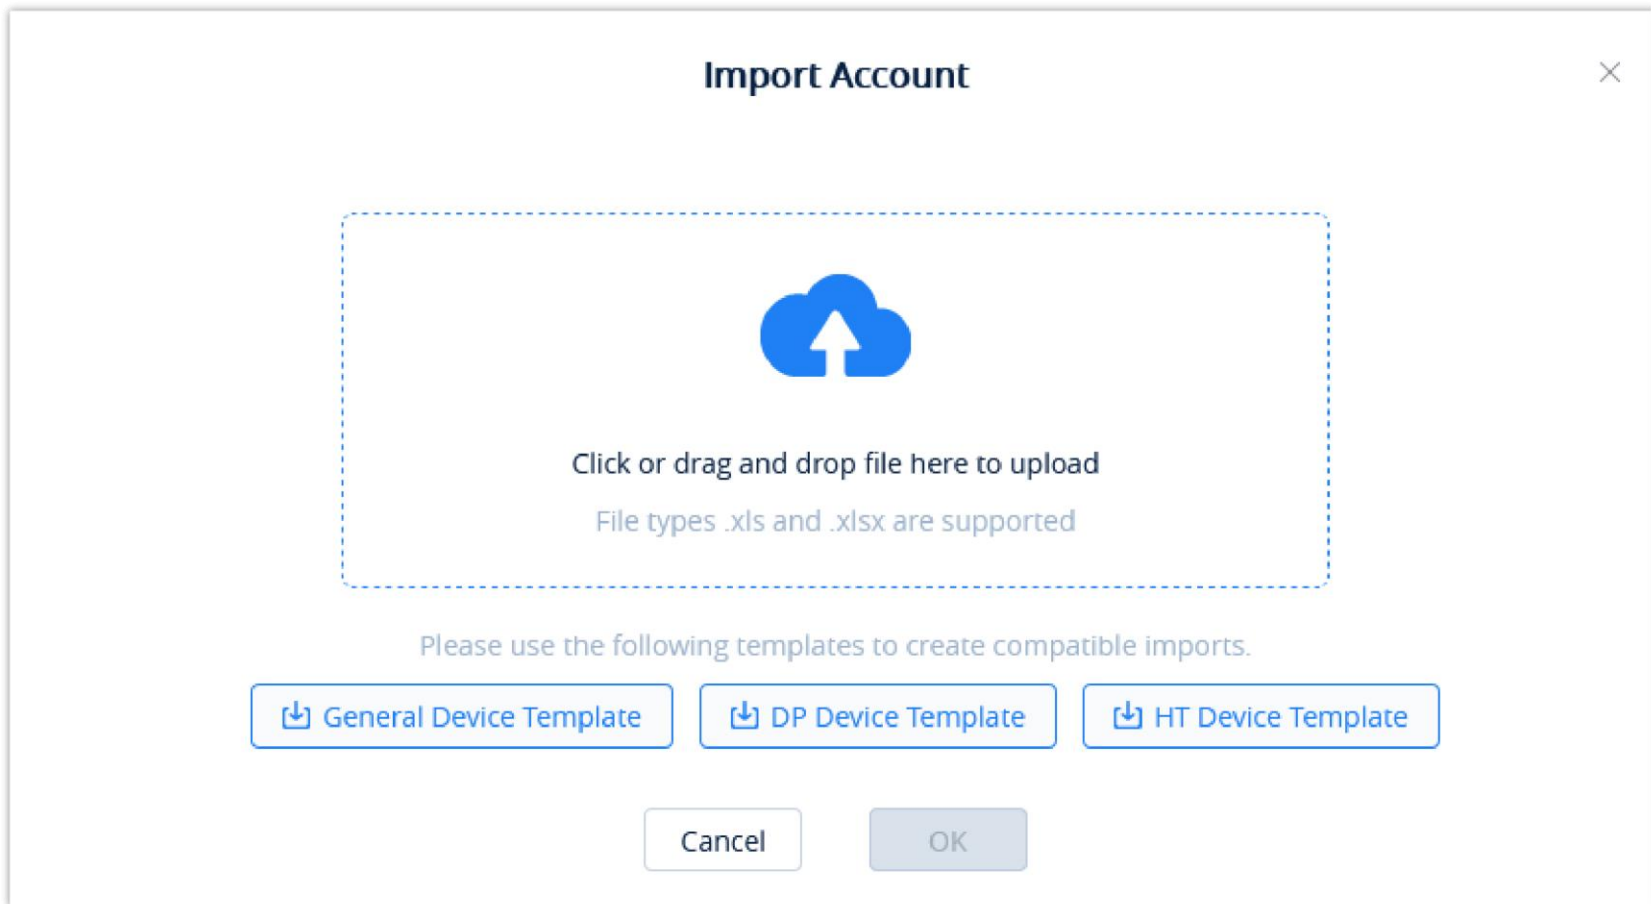 Import Account
Click or drag and drop file here to upload
File types .xls and .xlsx are supported
Please use the following templates to create compatible imports.
General Device Template
DP Device Template
HT Device Template
Cancel
OK